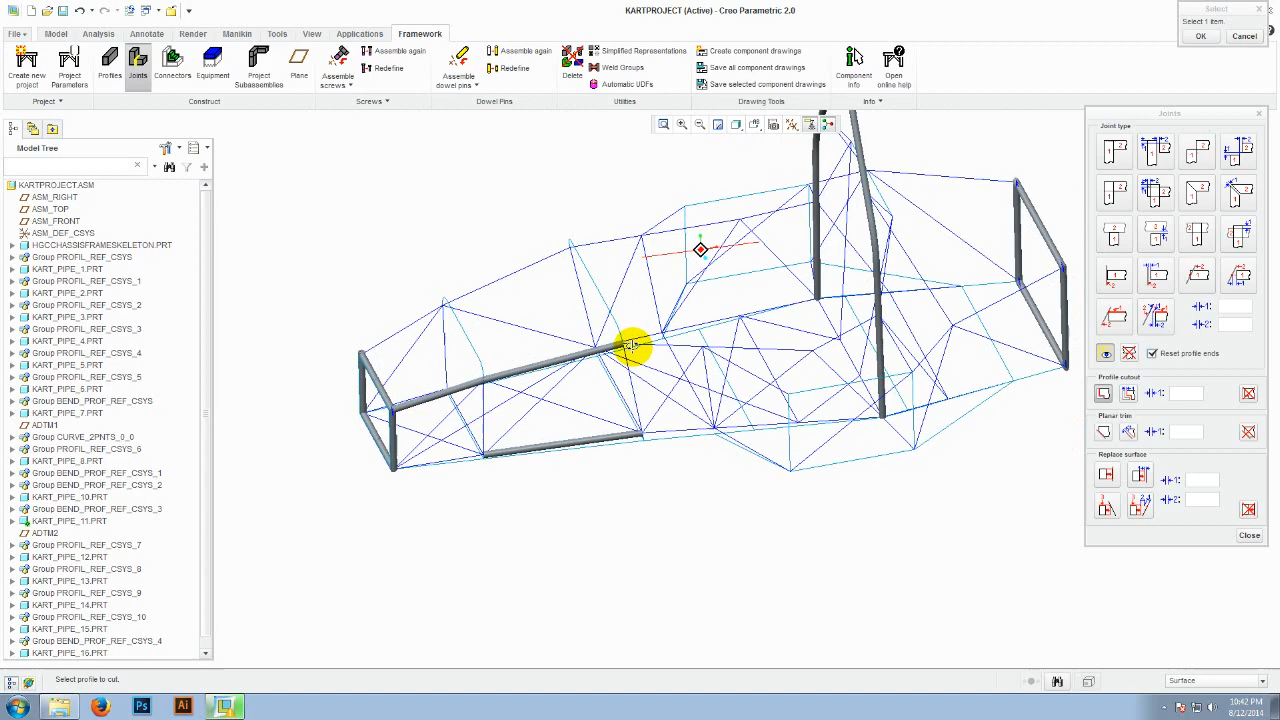 KARTPROJECT (Active) - Creo Parametric 2.0
File
Model
Analysis
Annotate
Render
Manikin
Tools
View
Applications
Framework
Create new project
Project Parameters
Profiles
Joints
Connectors
Equipment
Project Subassemblies
Plane
Assemble screws
Assemble again
Redefine
Assemble dowel pins
Assemble again
Redefine
Delete
Simplified Representations
Weld Groups
Automatic UDFs
Create component drawings
Save all component drawings
Save selected component drawings
Component Info
Open online help
Project
Construct
Screws
Dowel Pins
Utilities
Drawing Tools
Info
Select
Select 1 item.
OK
Cancel
Model Tree
KARTPROJECT.ASM
ASM_RIGHT
ASM_TOP
ASM_FRONT
ASM_DEF_CSYS
HGCCHASSISFRAMESKELETON.PRT
Group PROFIL_REF_CSYS
KART_PIPE_1.PRT
Group PROFIL_REF_CSYS_1
KART_PIPE_2.PRT
Group PROFIL_REF_CSYS_2
KART_PIPE_3.PRT
Group PROFIL_REF_CSYS_3
KART_PIPE_4.PRT
Group PROFIL_REF_CSYS_4
KART_PIPE_5.PRT
Group PROFIL_REF_CSYS_5
KART_PIPE_6.PRT
Group BEND_PROF_REF_CSYS
KART_PIPE_7.PRT
ADTM1
Group CURVE_2PNTS_0_0
Group PROFIL_REF_CSYS_6
KART_PIPE_8.PRT
Group BEND_PROF_REF_CSYS_1
Group BEND_PROF_REF_CSYS_2
KART_PIPE_10.PRT
Group BEND_PROF_REF_CSYS_3
KART_PIPE_11.PRT
ADTM2
Group PROFIL_REF_CSYS_7
KART_PIPE_12.PRT
Group PROFIL_REF_CSYS_8
KART_PIPE_13.PRT
Group PROFIL_REF_CSYS_9
KART_PIPE_14.PRT
Group PROFIL_REF_CSYS_10
KART_PIPE_15.PRT
Group BEND_PROF_REF_CSYS_4
KART_PIPE_16.PRT
Joints
Joint type
1:
2:
Reset profile ends
Profile cutout
1:
Planar trim
1:
Replace surface
1:
2:
Close
Select profile to cut.
Surface
Ps
Ai
10:42 PM
8/12/2014